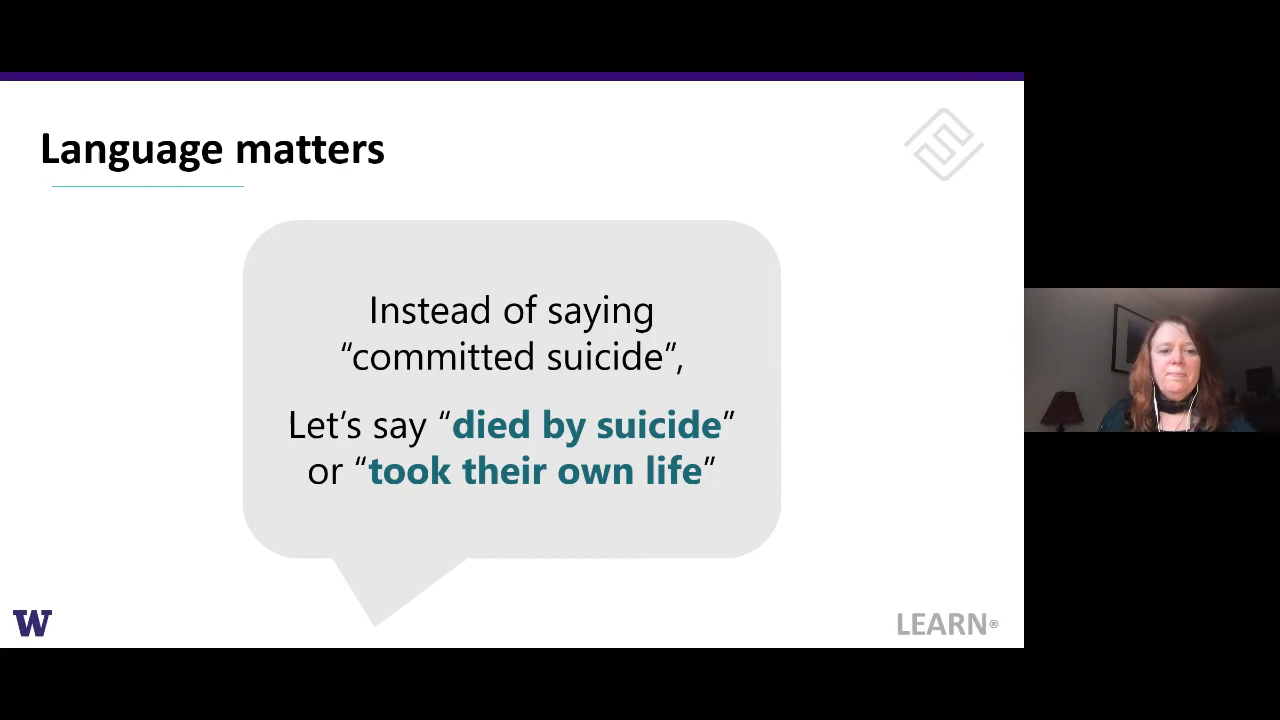 Language matters
Instead of saying
“committed suicide”,
Let’s say “died by suicide”
or “took their own life”
W
LEARN®